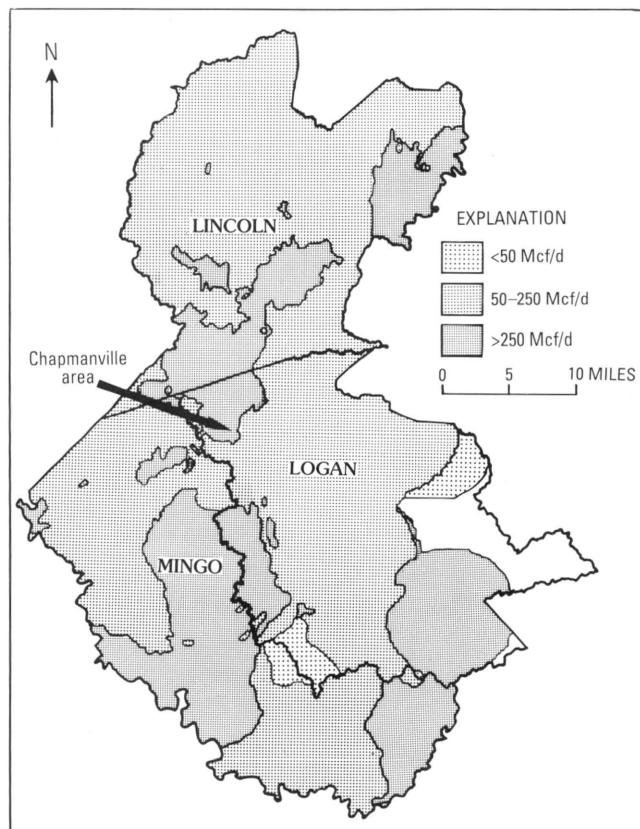 N
LINCOLN
EXPLANATION
<50 Mcf/d
50–250 Mcf/d
>250 Mcf/d
0 5 10 MILES
Chapmanville
area
LOGAN
MINGO